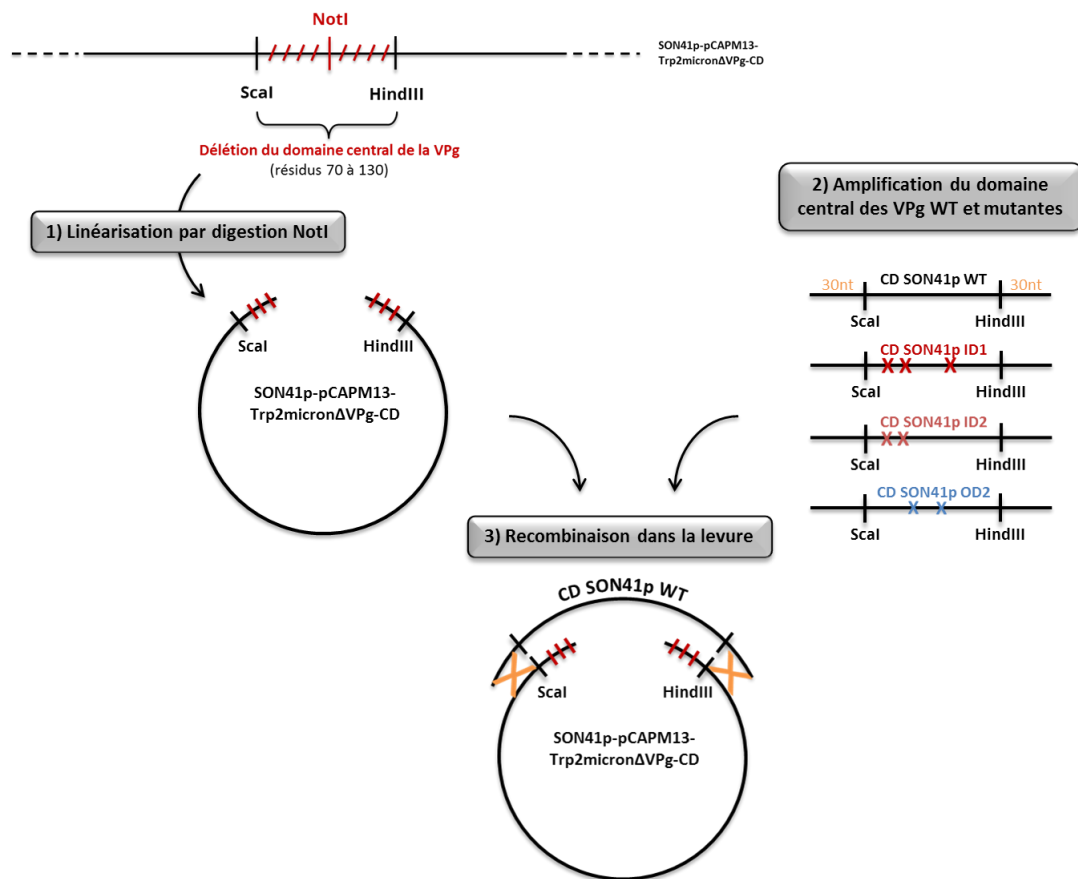 NotI
SON41p-pCAPM13-
Trp2micronΔVPg-CD
ScaI
HindIII
Délétion du domaine central de la VPg
(résidus 70 à 130)
1) Linéarisation par digestion NotI
2) Amplification du domaine
central des VPg WT et mutantes
ScaI
HindIII
SON41p-pCAPM13-
Trp2micronΔVPg-CD
30nt
CD SON41p WT
30nt
ScaI
HindIII
CD SON41p ID1
ScaI
HindIII
CD SON41p ID2
ScaI
HindIII
CD SON41p OD2
ScaI
HindIII
3) Recombinaison dans la levure
CD SON41p WT
ScaI
HindIII
SON41p-pCAPM13-
Trp2micronΔVPg-CD